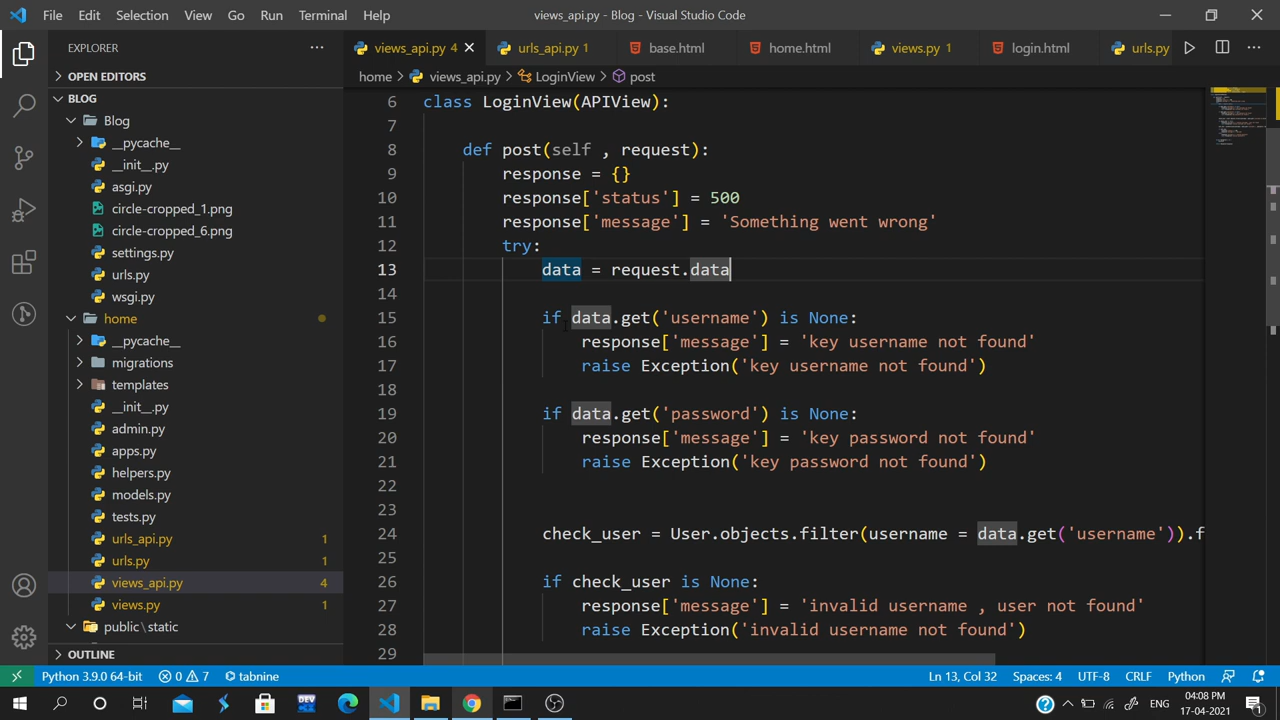 File Edit Selection View Go Run Terminal Help views_api.py - Blog - Visual Studio Code
EXPLORER
OPEN EDITORS
BLOG
Blog
__pycache__
__init__.py
asgi.py
circle-cropped_1.png
circle-cropped_6.png
settings.py
urls.py
wsgi.py
home
__pycache__
migrations
templates
__init__.py
admin.py
apps.py
helpers.py
models.py
tests.py
urls_api.py 1
urls.py 1
views_api.py 4
views.py 1
public\static
OUTLINE
views_api.py 4 urls_api.py 1 base.html home.html views.py 1 login.html urls.py
home > views_api.py > LoginView > post
6 class LoginView(APIView):
7
8 def post(self , request):
9 response = {}
10 response['status'] = 500
11 response['message'] = 'Something went wrong'
12 try:
13 data = request.data
14
15 if data.get('username') is None:
16 response['message'] = 'key username not found'
17 raise Exception('key username not found')
18
19 if data.get('password') is None:
20 response['message'] = 'key password not found'
21 raise Exception('key password not found')
22
23
24 check_user = User.objects.filter(username = data.get('username')).f
25
26 if check_user is None:
27 response['message'] = 'invalid username , user not found'
28 raise Exception('invalid username not found')
29
Python 3.9.0 64-bit 0 7 tabnine Ln 13, Col 32 Spaces: 4 UTF-8 CRLF Python
DEV
ENG
04:08 PM
17-04-2021
1